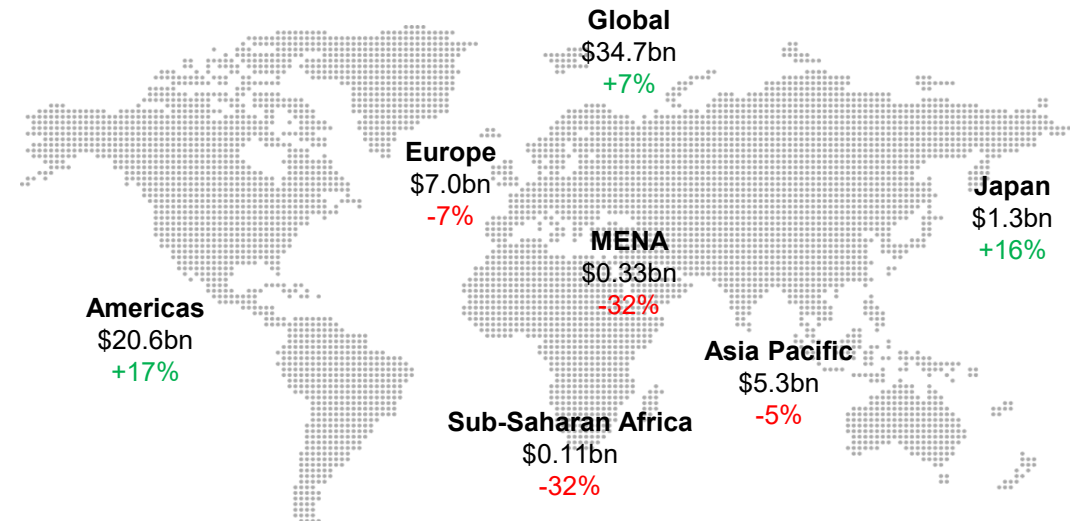 Global
$34.7bn
+7%
Europe
$7.0bn
-7%
Japan
$1.3bn
+16%
MENA
$0.33bn
-32%
Americas
$20.6bn
+17%
Asia Pacific
$5.3bn
-5%
Sub-Saharan Africa
$0.11bn
-32%